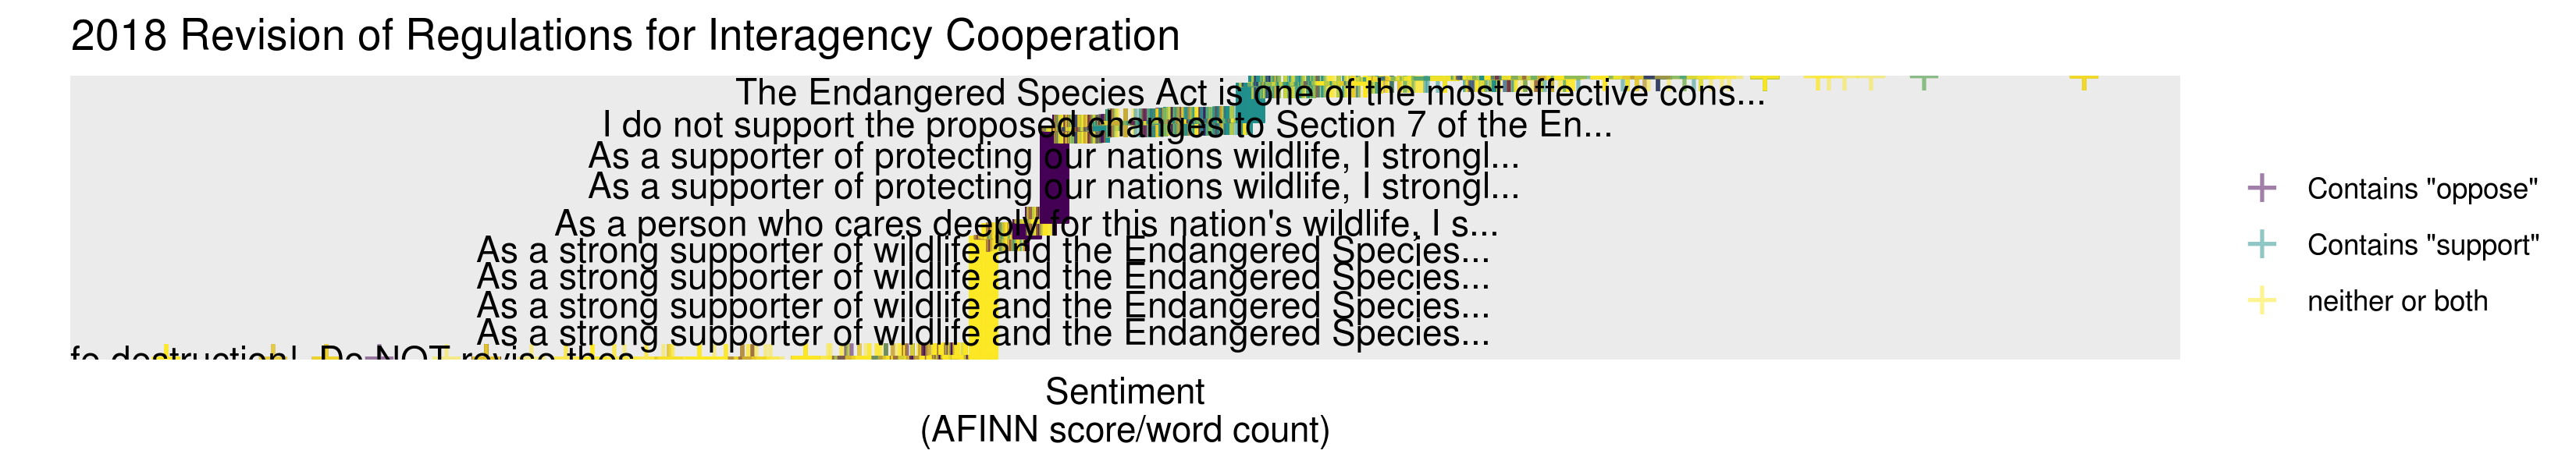 2018 Revision of Regulations for Interagency Cooperation
The Endangered Species Act is one of the most effective cons...
I do not support the proposed changes to Section 7 of the En...
As a supporter of protecting our nations wildlife, I strongl...
As a supporter of protecting our nations wildlife, I strongl...
As a person who cares deeply for this nation's wildlife, I s...
As a strong supporter of wildlife and the Endangered Species...
As a strong supporter of wildlife and the Endangered Species...
As a strong supporter of wildlife and the Endangered Species...
As a strong supporter of wildlife and the Endangered Species...
fe destruction! Do NOT revise thes
Contains "oppose"
Contains "support"
neither or both
Sentiment
(AFINN score/word count)